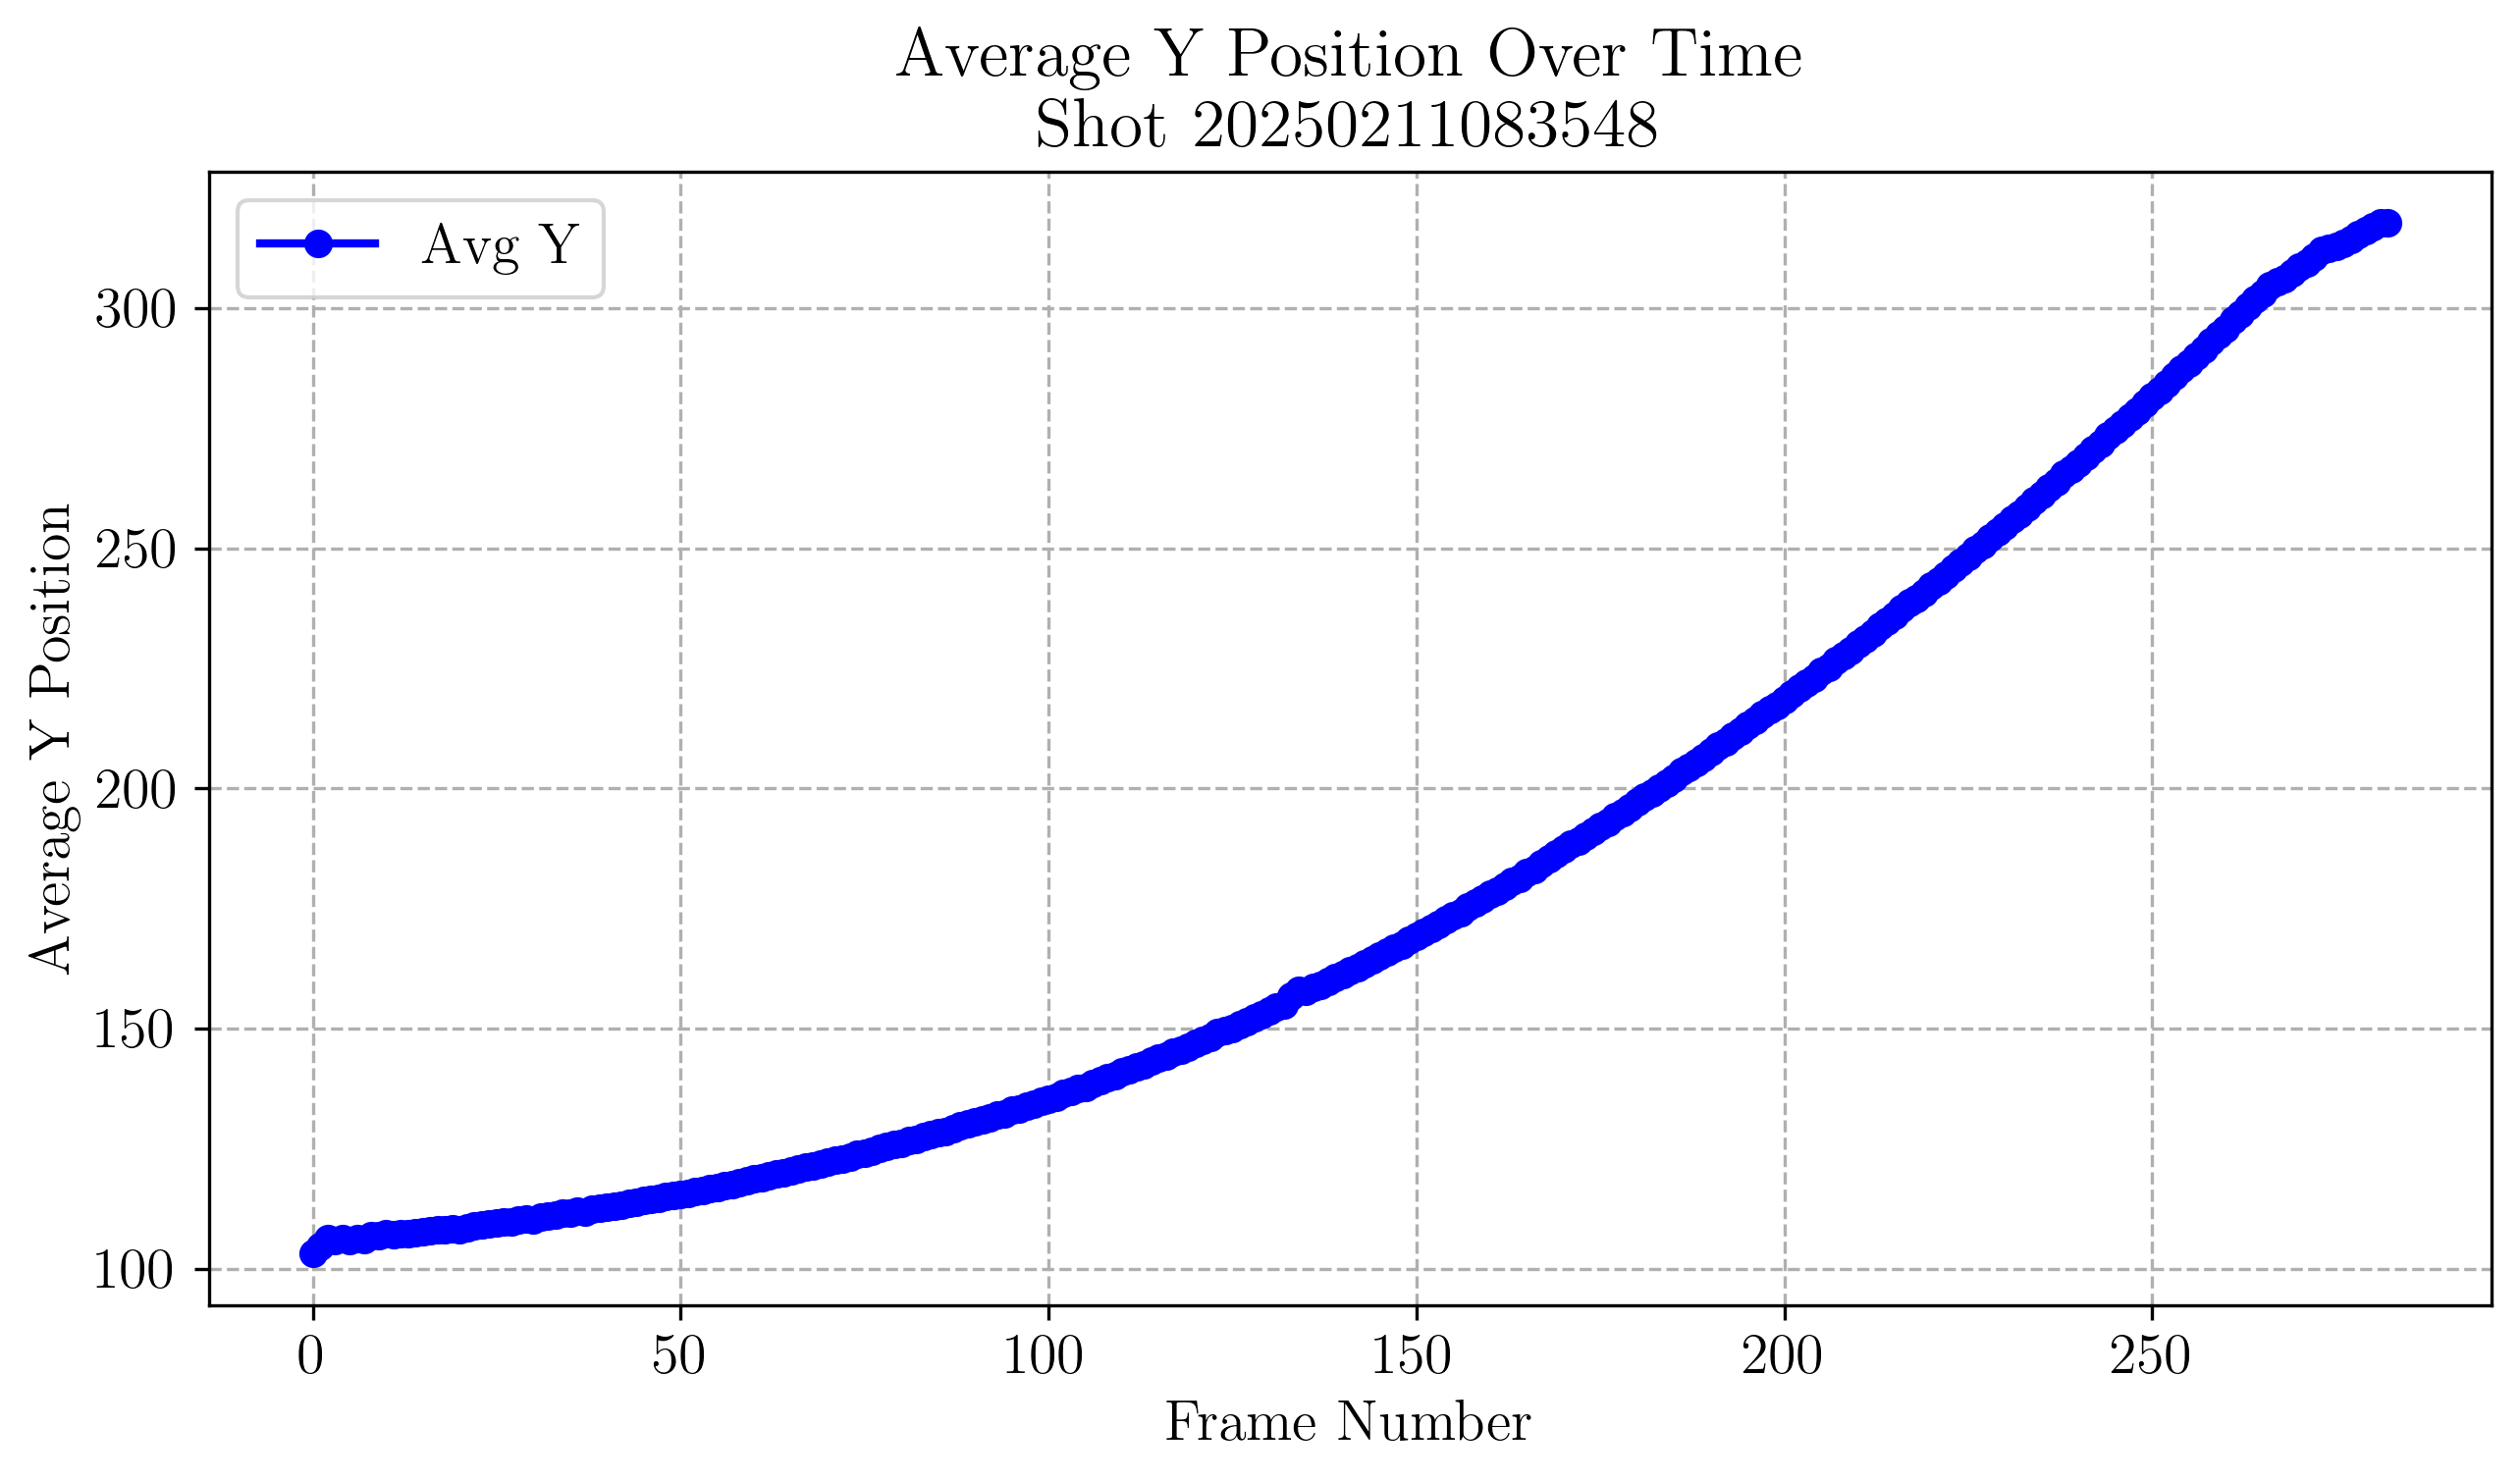 Average Y Position Over Time
Shot 20250211083548
Avg Y
Average Y Position
300
250
200
150
100
0 50 100 150 200 250
Frame Number